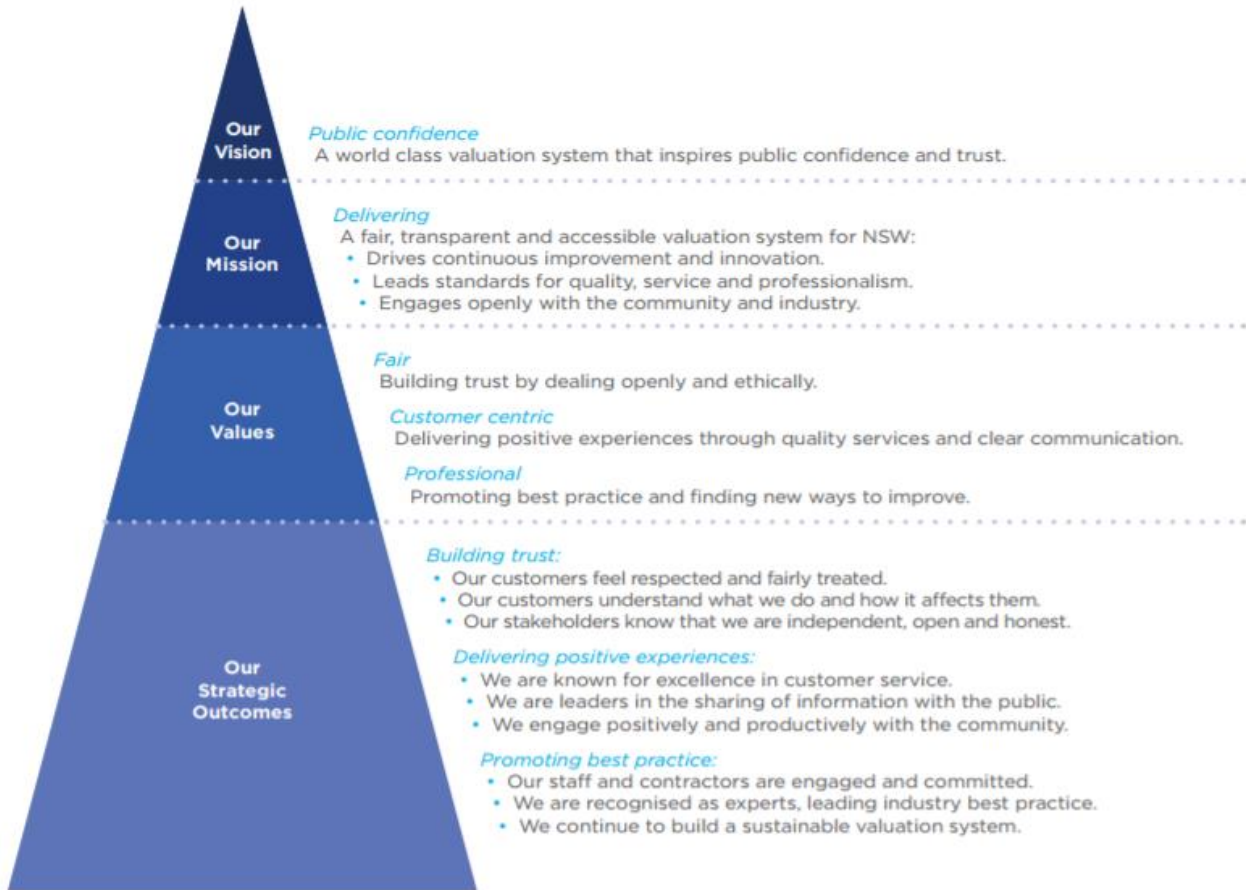 Our
Vision
Public confidence
A world class valuation system that inspires public confidence and trust.
Our
Mission
Delivering
A fair, transparent and accessible valuation system for NSW:
• Drives continuous improvement and innovation.
• Leads standards for quality, service and professionalism.
• Engages openly with the community and industry.
Our
Values
Fair
Building trust by dealing openly and ethically.
Customer centric
Delivering positive experiences through quality services and clear communication.
Professional
Promoting best practice and finding new ways to improve.
Our
Strategic
Outcomes
Building trust:
• Our customers feel respected and fairly treated.
• Our customers understand what we do and how it affects them.
• Our stakeholders know that we are independent, open and honest.
Delivering positive experiences:
• We are known for excellence in customer service.
• We are leaders in the sharing of information with the public.
• We engage positively and productively with the community.
Promoting best practice:
• Our staff and contractors are engaged and committed.
• We are recognised as experts, leading industry best practice.
• We continue to build a sustainable valuation system.